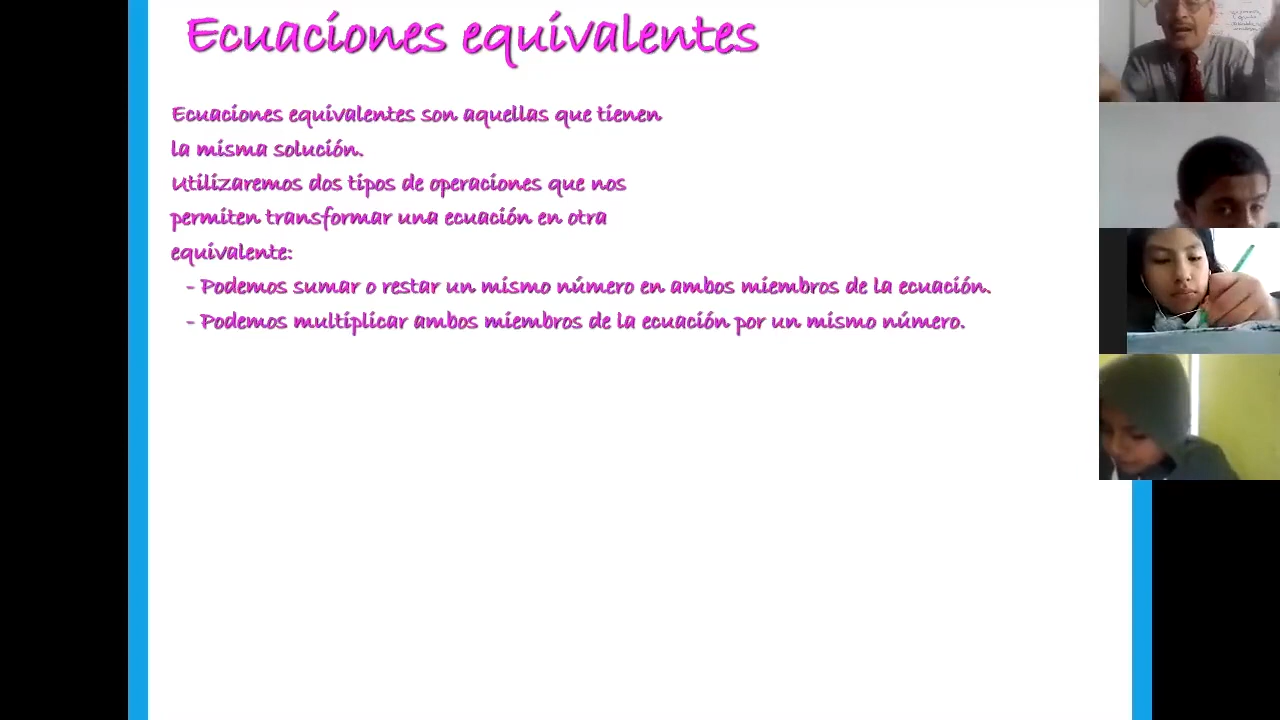 Ecuaciones equivalentes
Ecuaciones equivalentes son aquellas que tienen
la misma solución.
Utilizaremos dos tipos de operaciones que nos
permiten transformar una ecuación en otra
equivalente:
- Podemos sumar o restar un mismo número en ambos miembros de la ecuación.
- Podemos multiplicar ambos miembros de la ecuación por un mismo número.